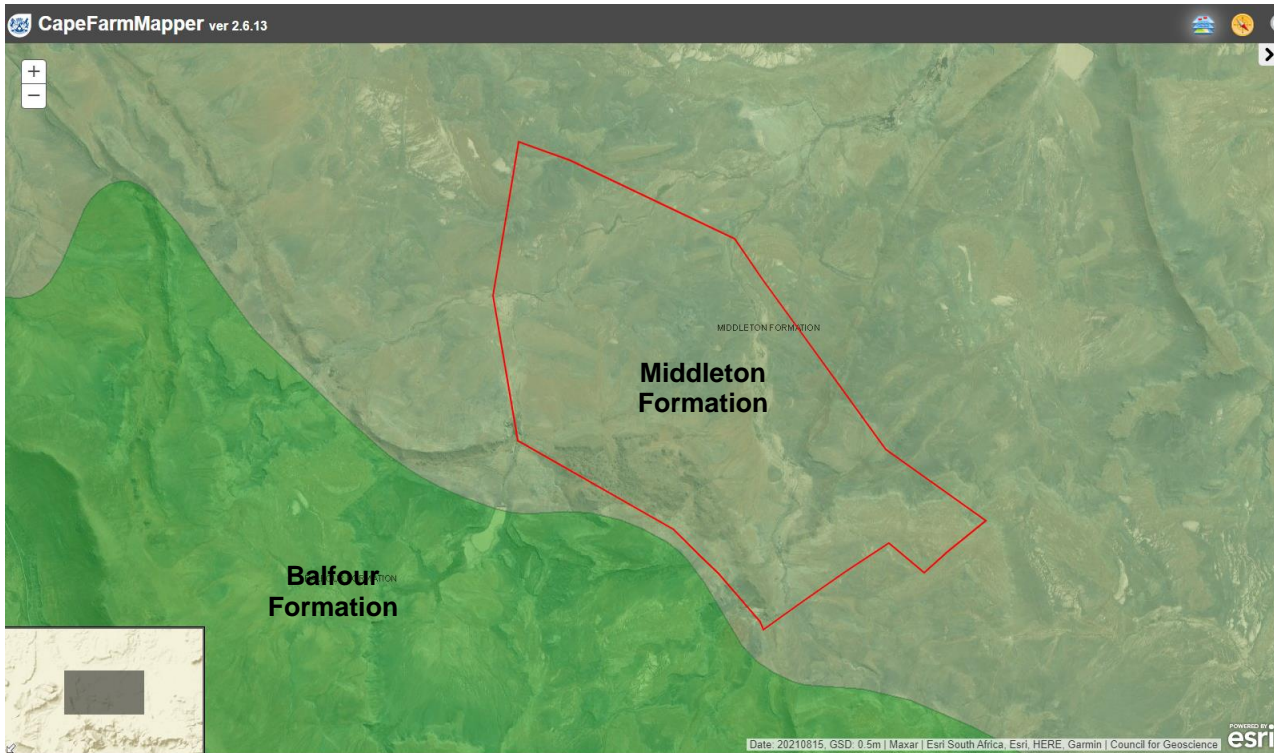 CapeFarmMapper ver 2.6.13
+
−
MIDDLETON FORMATION
Middleton
Formation
Balfour
Formation
Date: 20210815, GSD: 0.5m | Maxar | Esri South Africa, Esri, HERE, Garmin | Council for Geoscience
POWERED BY
esri